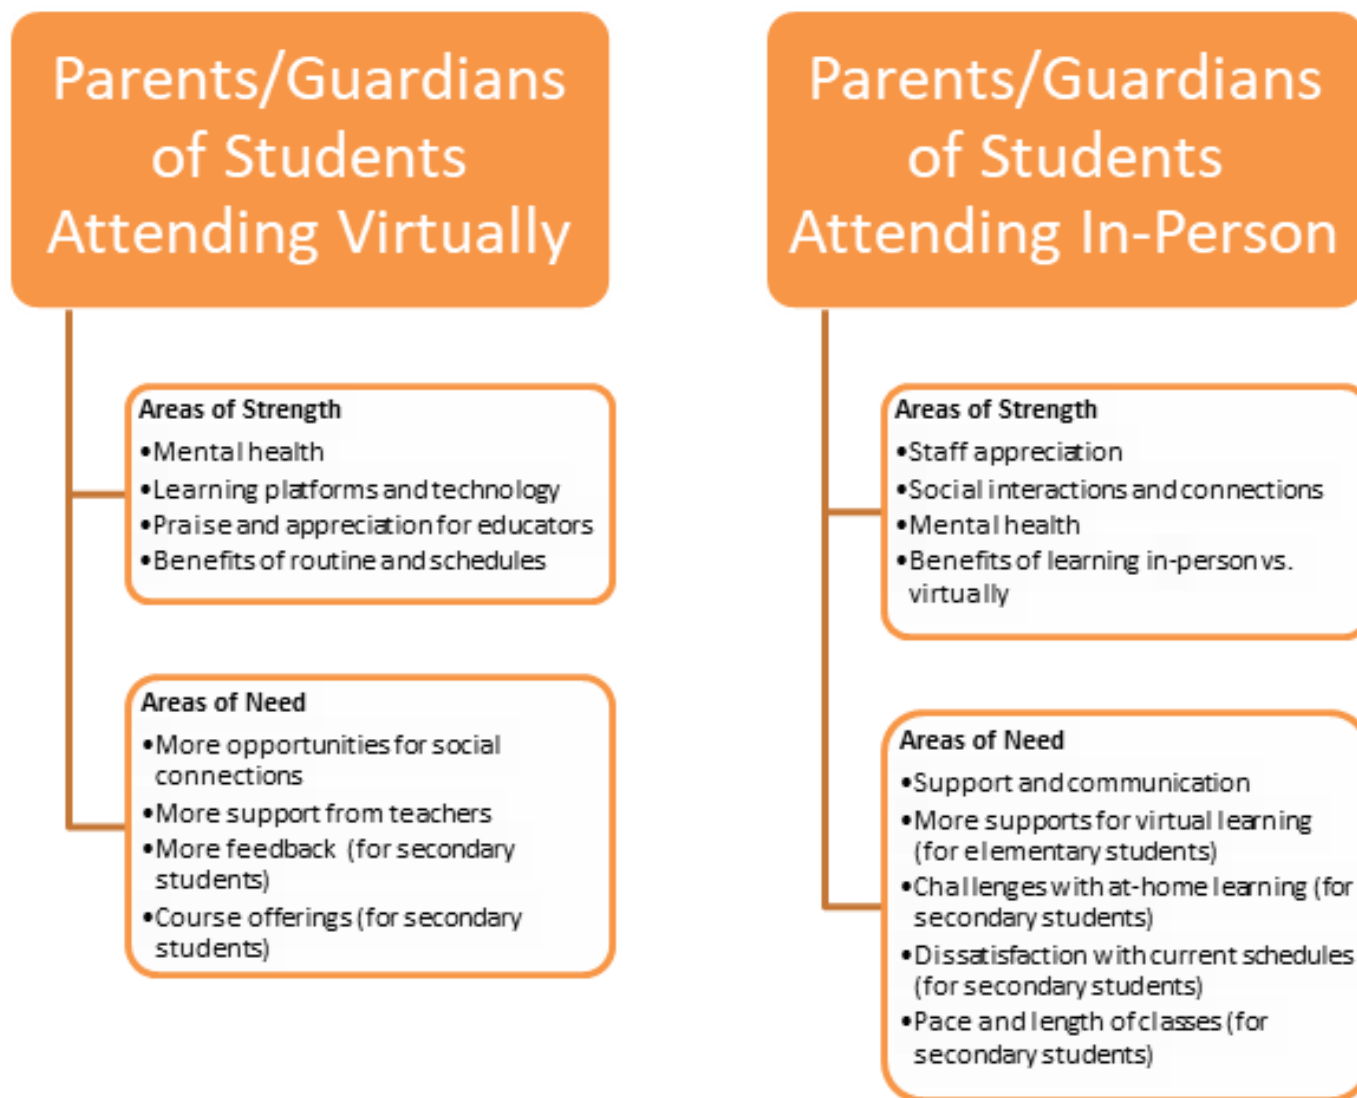 Parents/Guardians
of Students
Attending Virtually
Areas of Strength
•Mental health
•Learning platforms and technology
•Praise and appreciation for educators
•Benefits of routine and schedules
Areas of Need
•More opportunities for social
connections
•More support from teachers
•More feedback (for secondary
students)
•Course offerings (for secondary
students)
Parents/Guardians
of Students
Attending In-Person
Areas of Strength
•Staff appreciation
•Social interactions and connections
•Mental health
•Benefits of learning in-person vs.
virtually
Areas of Need
•Support and communication
•More supports for virtual learning
(for elementary students)
•Challenges with at-home learning (for
secondary students)
•Dissatisfaction with current schedules
(for secondary students)
•Pace and length of classes (for
secondary students)